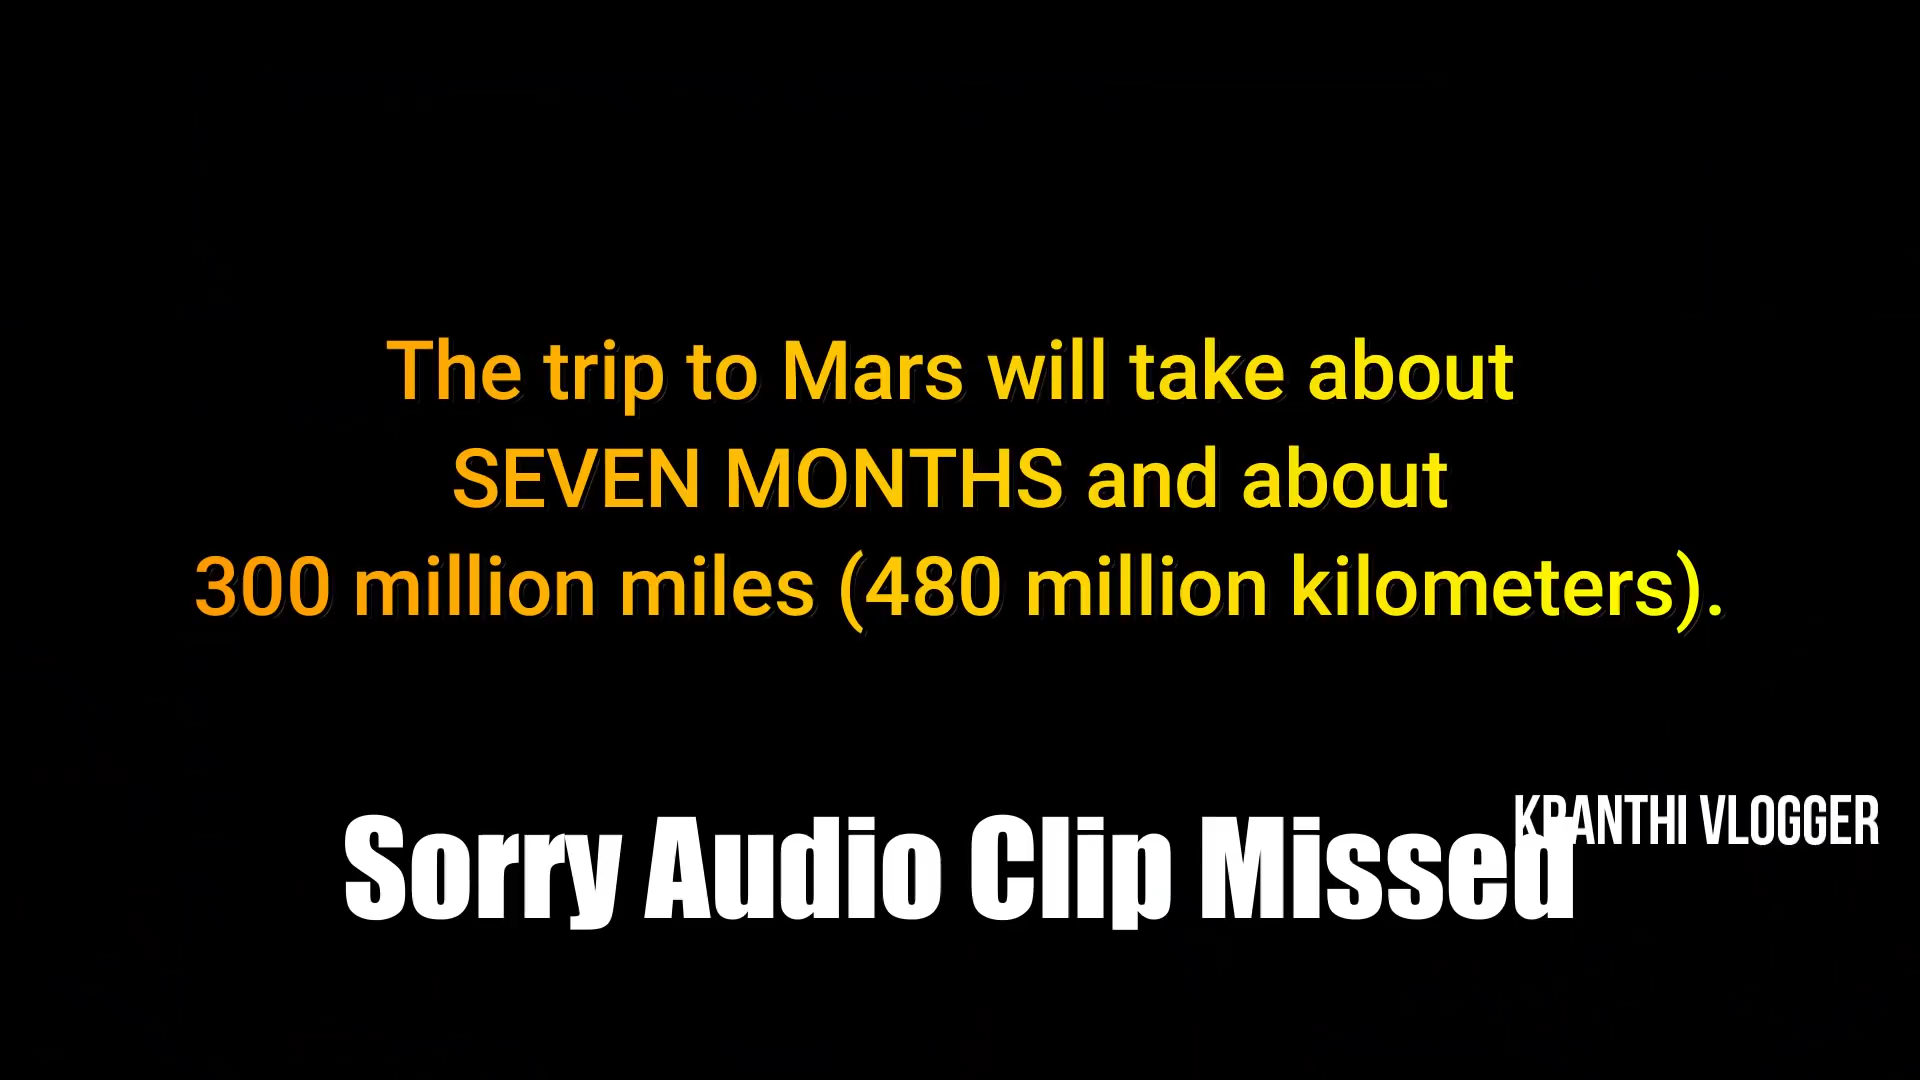 The trip to Mars will take about
SEVEN MONTHS and about
300 million miles (480 million kilometers).
KRANTHI VLOGGER
Sorry Audio Clip Missed